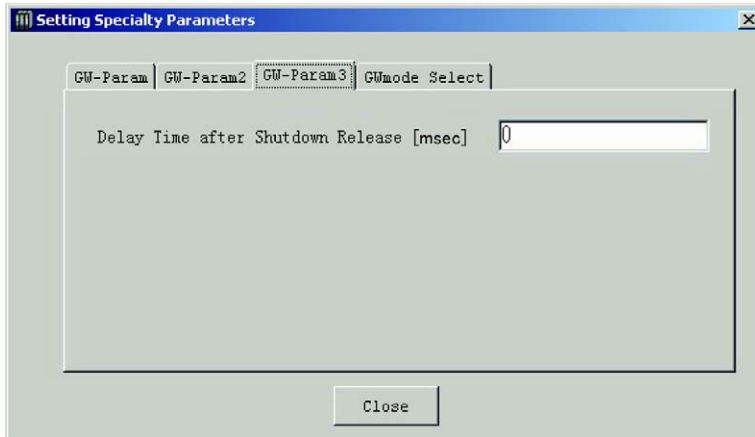 Setting Specialty Parameters
GW-Param GW-Param2 GW-Param3 GWmode Select
Delay Time after Shutdown Release [msec] 0
Close